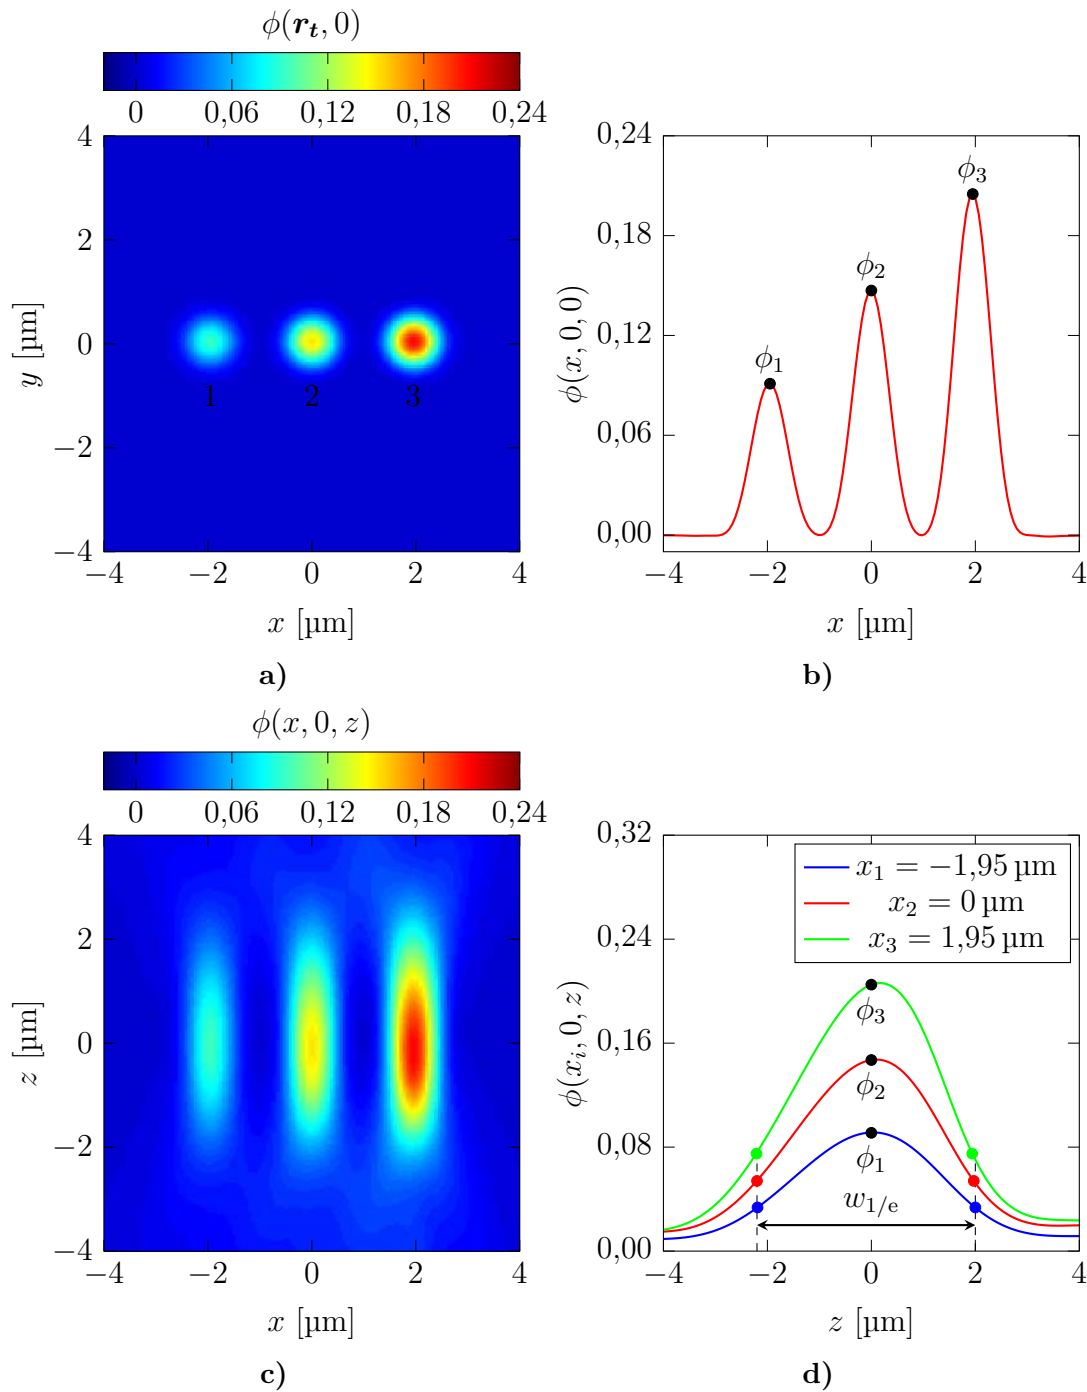 ϕ(r_t, 0)
0 0,06 0,12 0,18 0,24
4
2
0
−2
−4
y [µm]
1 2 3
−4 −2 0 2 4
x [µm]
a)
0,24
0,18
0,12
0,06
0,00
ϕ(x, 0, 0)
ϕ3
ϕ2
ϕ1
−4 −2 0 2 4
x [µm]
b)
ϕ(x, 0, z)
0 0,06 0,12 0,18 0,24
4
2
0
−2
−4
z [µm]
−4 −2 0 2 4
x [µm]
c)
0,32
0,24
0,16
0,08
0,00
ϕ(x_i, 0, z)
x1 = −1,95 µm
x2 = 0 µm
x3 = 1,95 µm
ϕ3
ϕ2
ϕ1
w1/e
−4 −2 0 2 4
z [µm]
d)